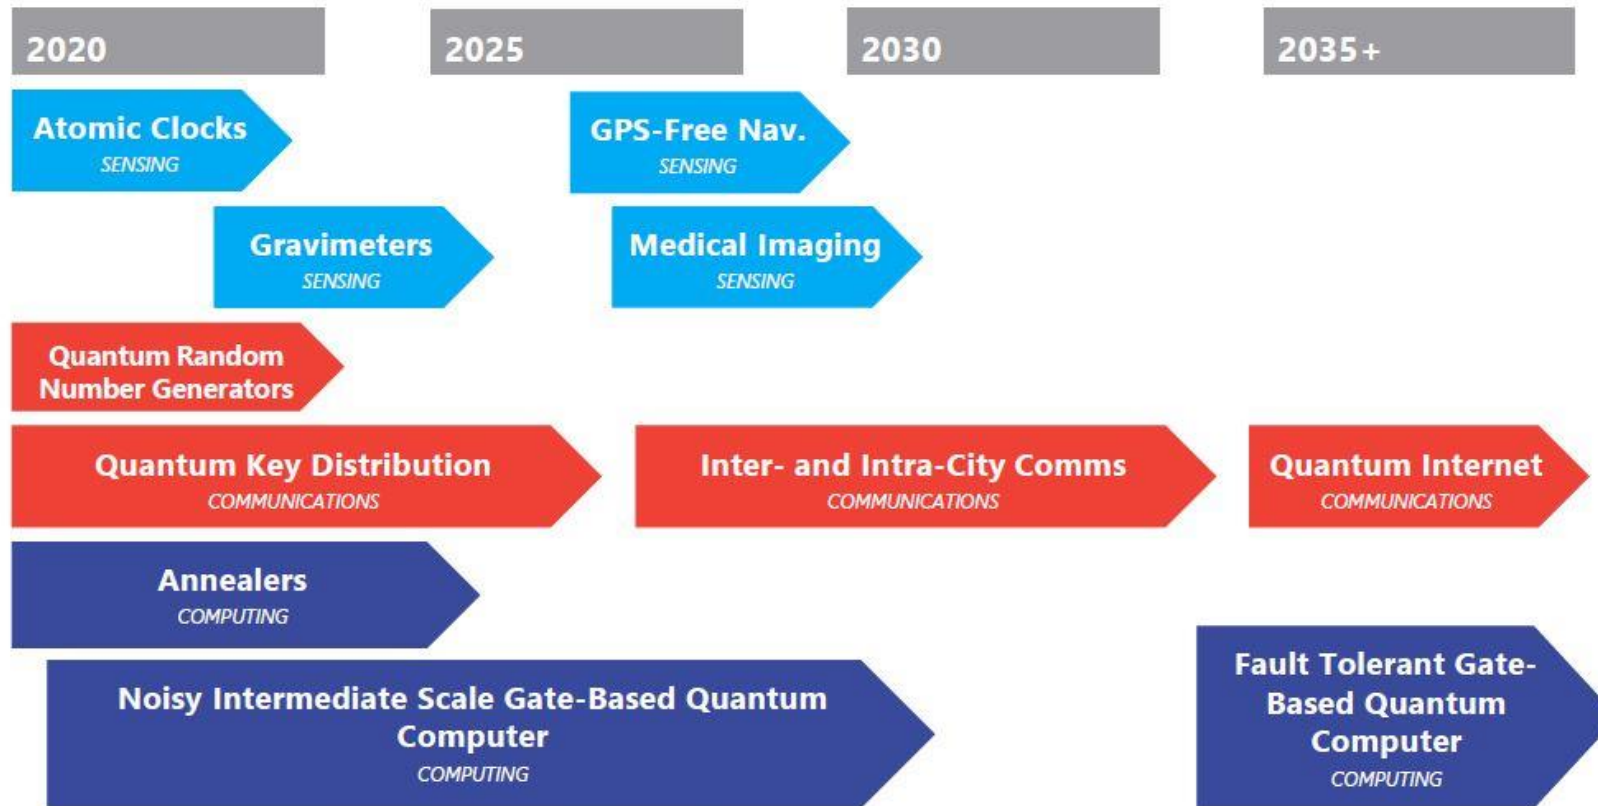 2020
2025
2030
2035+
Atomic Clocks
SENSING
GPS-Free Nav.
SENSING
Gravimeters
SENSING
Medical Imaging
SENSING
Quantum Random
Number Generators
Quantum Key Distribution
COMMUNICATIONS
Inter- and Intra-City Comms
COMMUNICATIONS
Quantum Internet
COMMUNICATIONS
Annealers
COMPUTING
Noisy Intermediate Scale Gate-Based Quantum
Computer
COMPUTING
Fault Tolerant Gate-
Based Quantum
Computer
COMPUTING